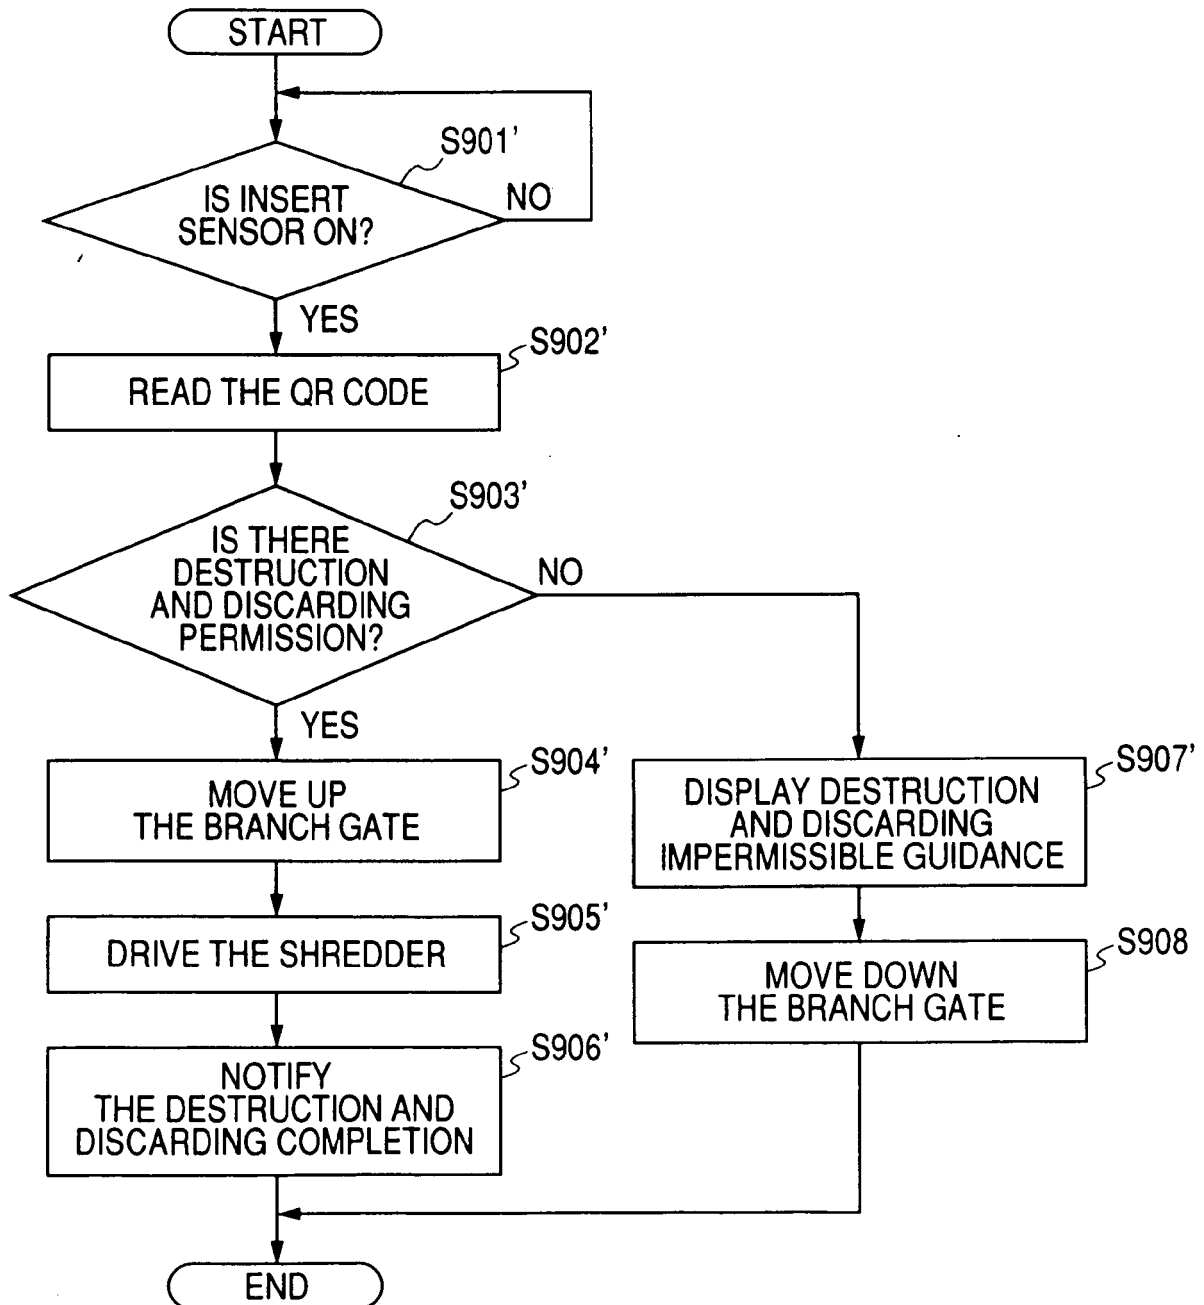 START
S901'
IS INSERT
SENSOR ON?
NO
YES
S902'
READ THE QR CODE
S903'
IS THERE
DESTRUCTION
AND DISCARDING
PERMISSION?
NO
YES
S904'
MOVE UP
THE BRANCH GATE
S905'
DRIVE THE SHREDDER
S906'
NOTIFY
THE DESTRUCTION AND
DISCARDING COMPLETION
S907'
DISPLAY DESTRUCTION
AND DISCARDING
IMPERMISSIBLE GUIDANCE
S908
MOVE DOWN
THE BRANCH GATE
END